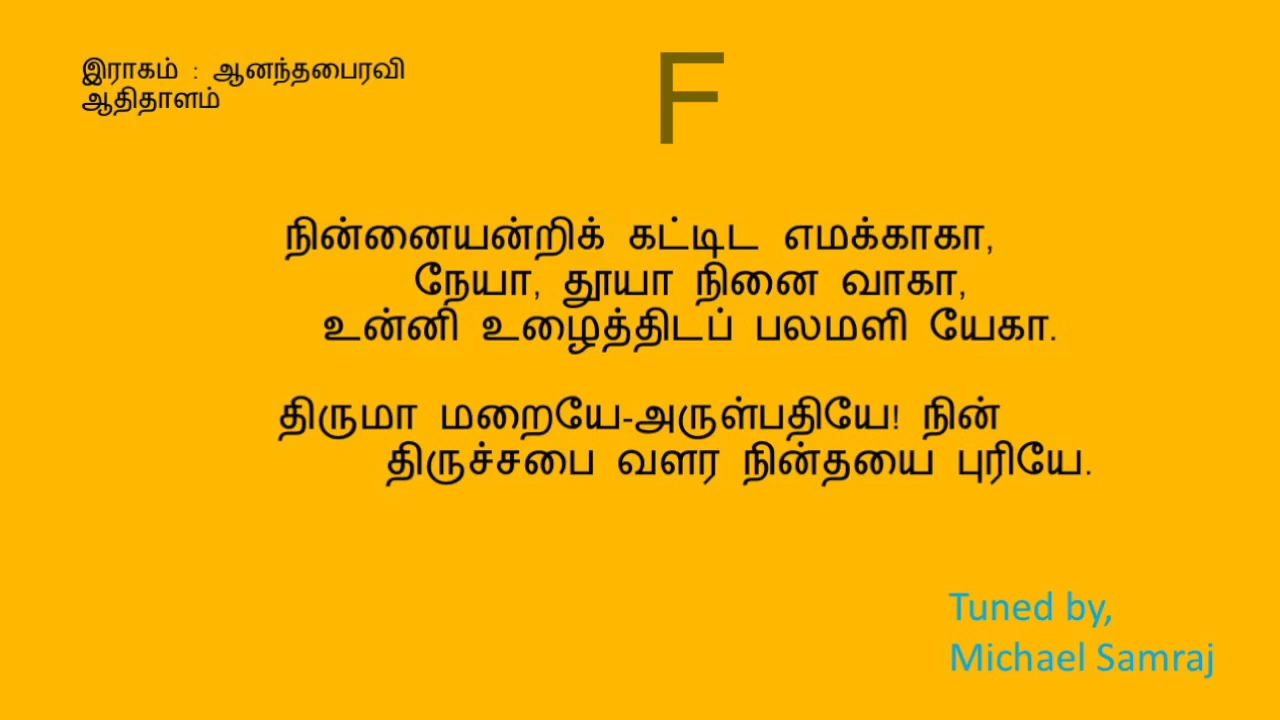 இராகம் : ஆனந்தபைரவி
ஆதிதாளம்
F
நின்னையன்றிக் கட்டிட எமக்காகா,
நேயா, தூயா நினை வாகா,
உன்னி உழைத்திடப் பலமளி யேகா.
திருமா மறையே-அருள்பதியே! நின்
திருச்சபை வளர நின்தயை புரியே.
Tuned by,
Michael Samraj